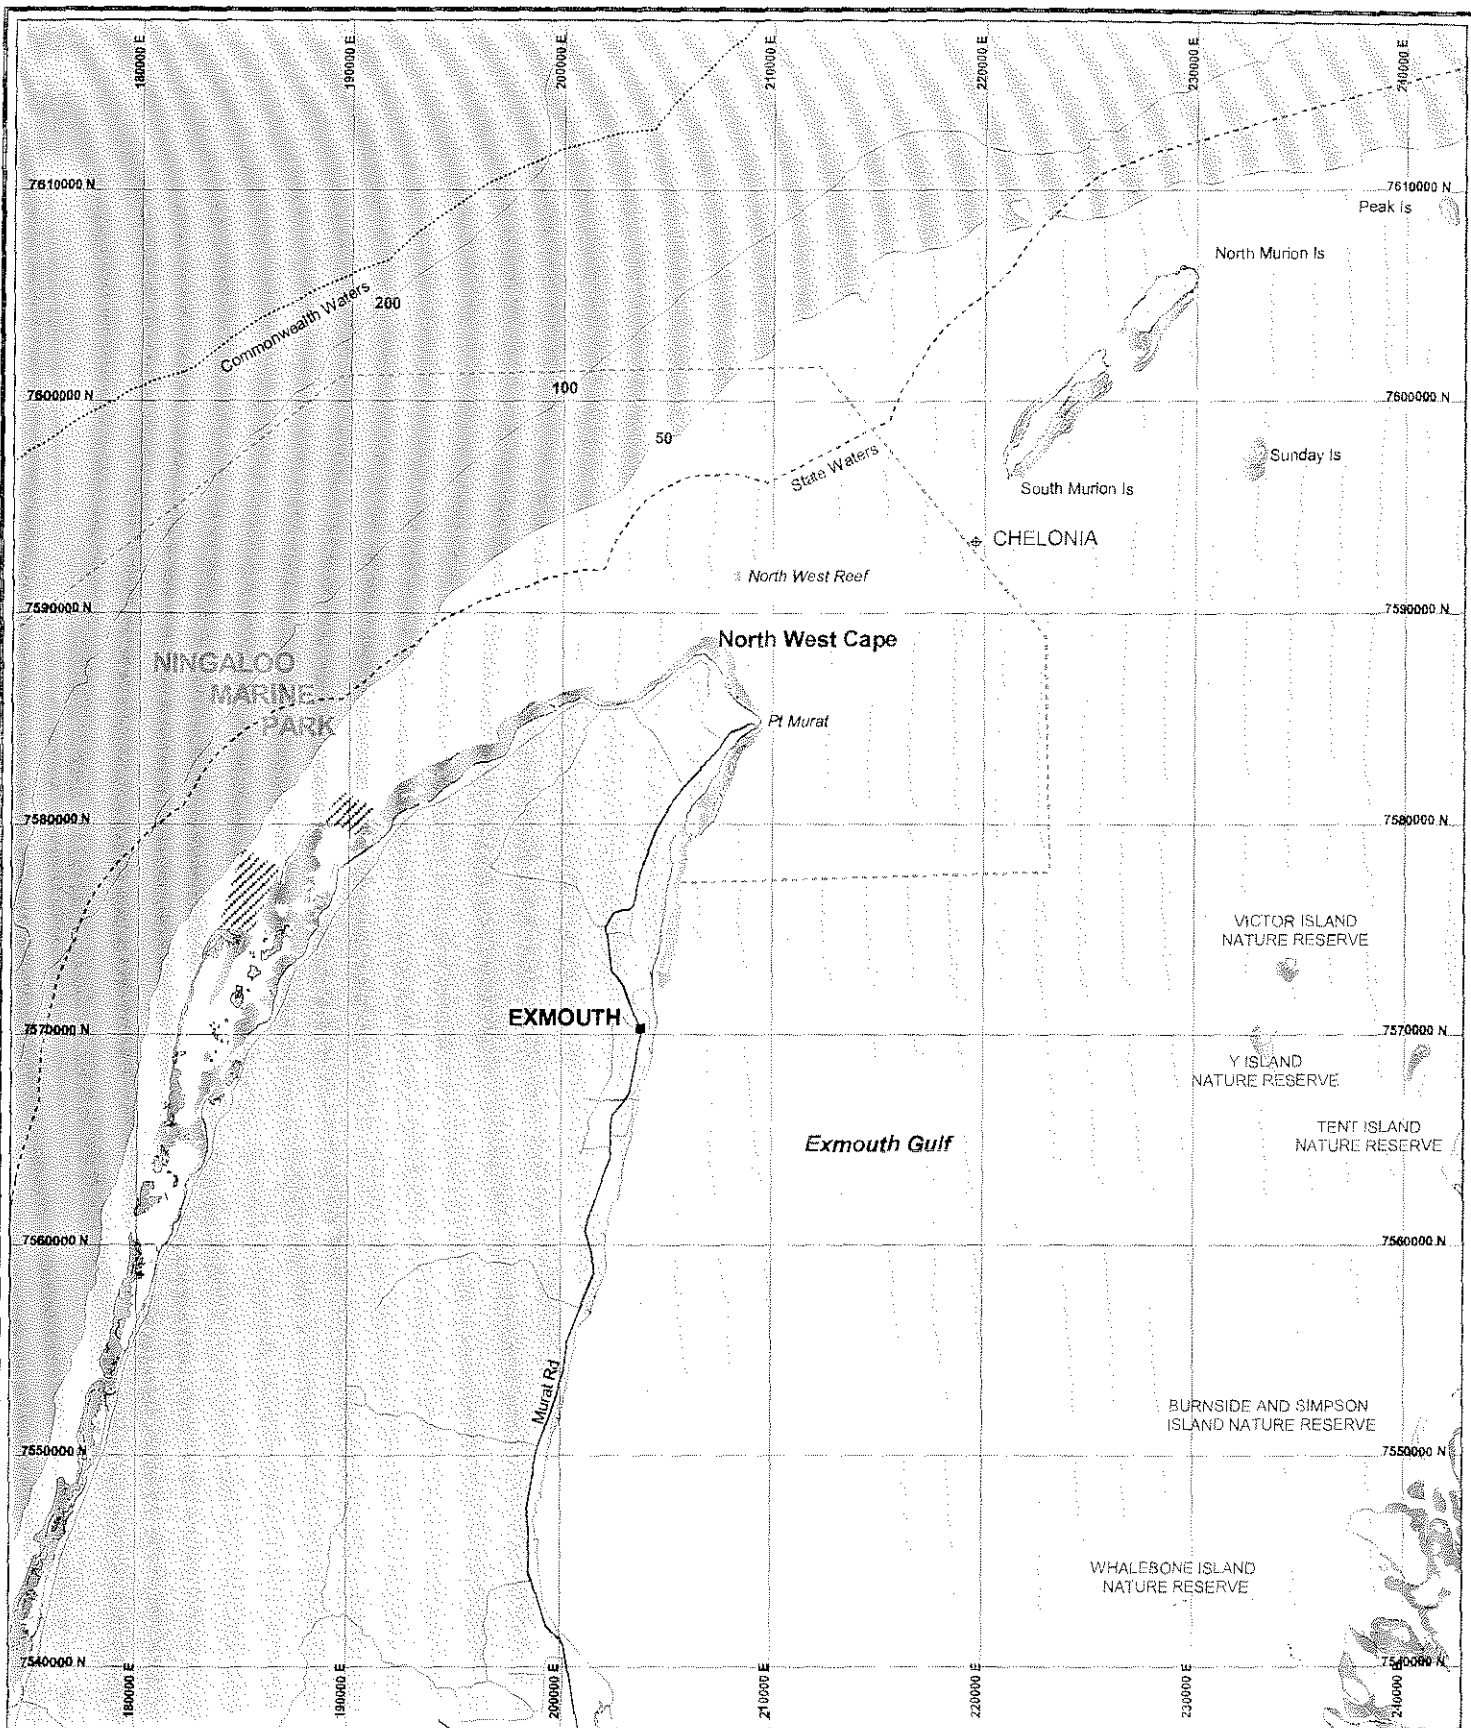 180000 E
190000 E
200000 E
210000 E
220000 E
230000 E
240000 E
7610000 N
7610000 N
Peak Is
North Murion Is
Commonwealth Waters
200
7600000 N
100
7600000 N
50
State Waters
Sunday Is
South Murion Is
CHELONIA
North West Reef
7590000 N
7590000 N
North West Cape
NINGALOO
MARINE
PARK
Pt Murat
7580000 N
7580000 N
VICTOR ISLAND
NATURE RESERVE
EXMOUTH
7570000 N
7570000 N
Y ISLAND
NATURE RESERVE
TENT ISLAND
NATURE RESERVE
Exmouth Gulf
7560000 N
7560000 N
Murat Rd
BURNSIDE AND SIMPSON
ISLAND NATURE RESERVE
7550000 N
7550000 N
WHALEBONE ISLAND
NATURE RESERVE
7540000 N
7540000 N
180000 E
190000 E
200000 E
210000 E
220000 E
230000 E
240000 E